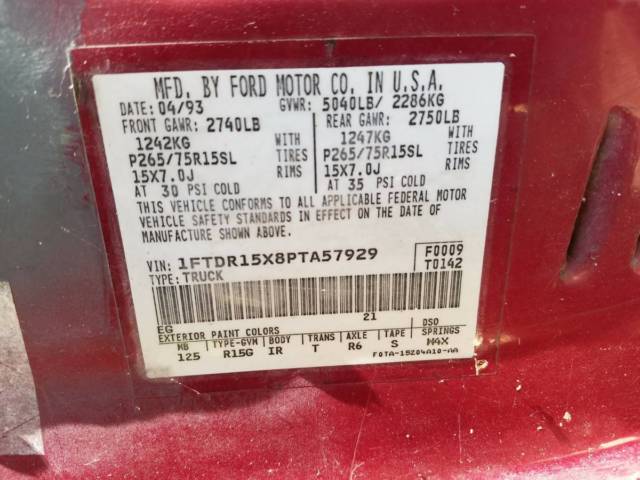 MFD. BY FORD MOTOR CO. IN U.S.A.
DATE: 04/93 GVWR: 5040LB/ 2286KG
FRONT GAWR: 2740LB REAR GAWR: 2750LB
1242KG WITH 1247KG WITH
P265/75R15SL TIRES P265/75R15SL TIRES
15X7.0J RIMS 15X7.0J RIMS
AT 30 PSI COLD AT 35 PSI COLD
THIS VEHICLE CONFORMS TO ALL APPLICABLE FEDERAL MOTOR
VEHICLE SAFETY STANDARDS IN EFFECT ON THE DATE OF
MANUFACTURE SHOWN ABOVE.
VIN: 1FTDR15X8PTA57929 F0009
TYPE: TRUCK T0142
21
EG
EXTERIOR PAINT COLORS DSO
WB TYPE-GVM BODY TRANS AXLE TAPE SPRINGS
125 R15G IR T R6 S W4X
F0TA-15204A10-AA